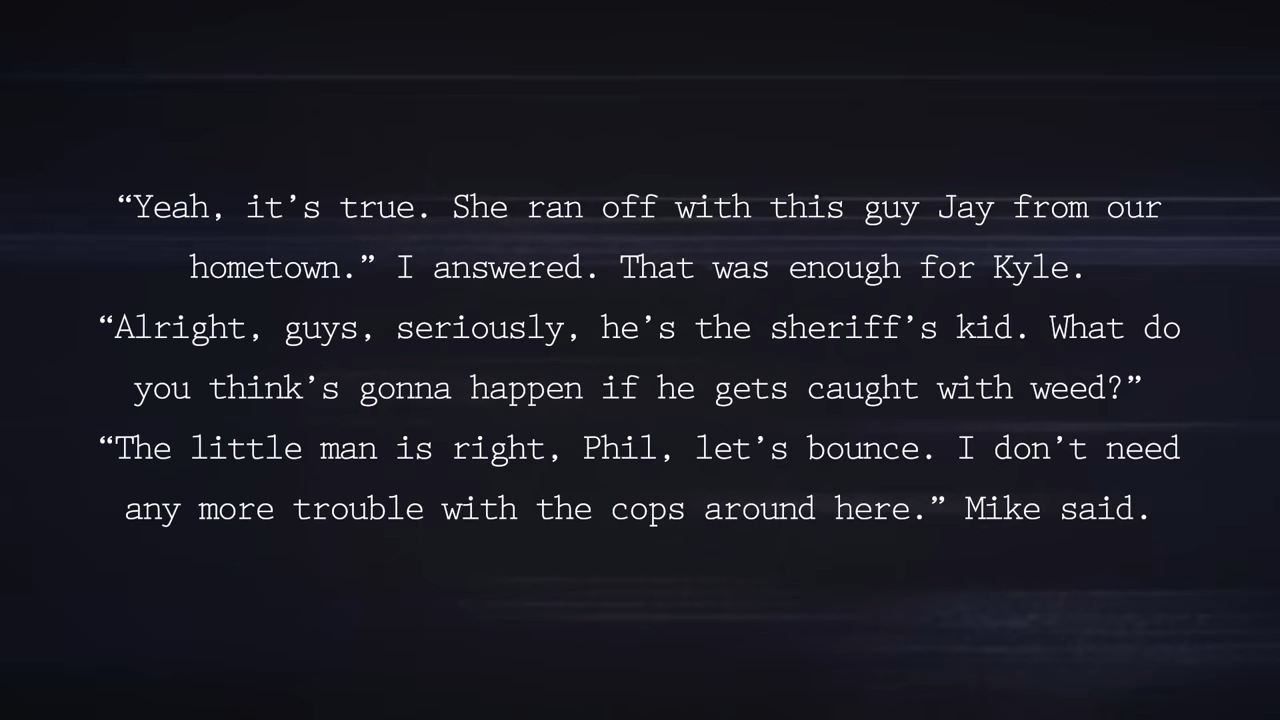 “Yeah, it’s true. She ran off with this guy Jay from our
hometown.” I answered. That was enough for Kyle.
“Alright, guys, seriously, he’s the sheriff’s kid. What do
you think’s gonna happen if he gets caught with weed?”
“The little man is right, Phil, let’s bounce. I don’t need
any more trouble with the cops around here.” Mike said.